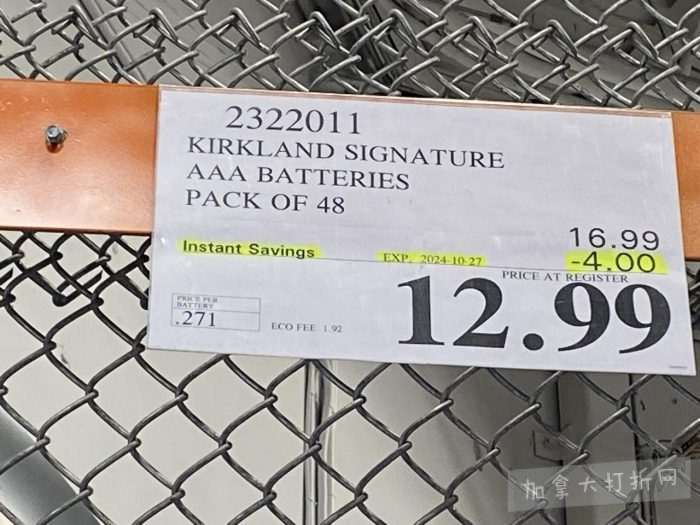 2322011
KIRKLAND SIGNATURE
AAA BATTERIES
PACK OF 48
16.99
Instant Savings EXP. 2024-10-27 -4.00
PRICE AT REGISTER
PRICE PER
BATTERY
.271
ECO FEE 1.92
12.99
加拿大打折网